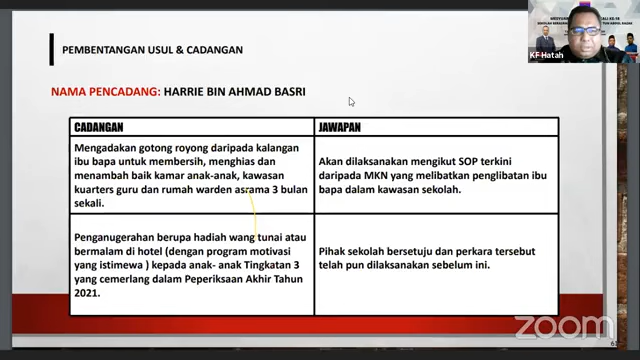 MESYUARAT
PEMBENTANGAN USUL & CADANGAN
KF Hatah
NAMA PENCADANG: HARRIE BIN AHMAD BASRI
CADANGAN
JAWAPAN
Mengadakan gotong royong daripada kalangan
ibu bapa untuk membersih, menghias dan
menambah baik kamar anak-anak, kawasan
kuarters guru dan rumah warden asrama 3 bulan
sekali.
Akan dilaksanakan mengikut SOP terkini
daripada MKN yang melibatkan penglibatan ibu
bapa dalam kawasan sekolah.
Penganugerahan berupa hadiah wang tunai atau
bermalam di hotel (dengan program motivasi
yang istimewa ) kepada anak- anak Tingkatan 3
yang cemerlang dalam Peperiksaan Akhir Tahun
2021.
Pihak sekolah bersetuju dan perkara tersebut
telah pun dilaksanakan sebelum ini.
zoom